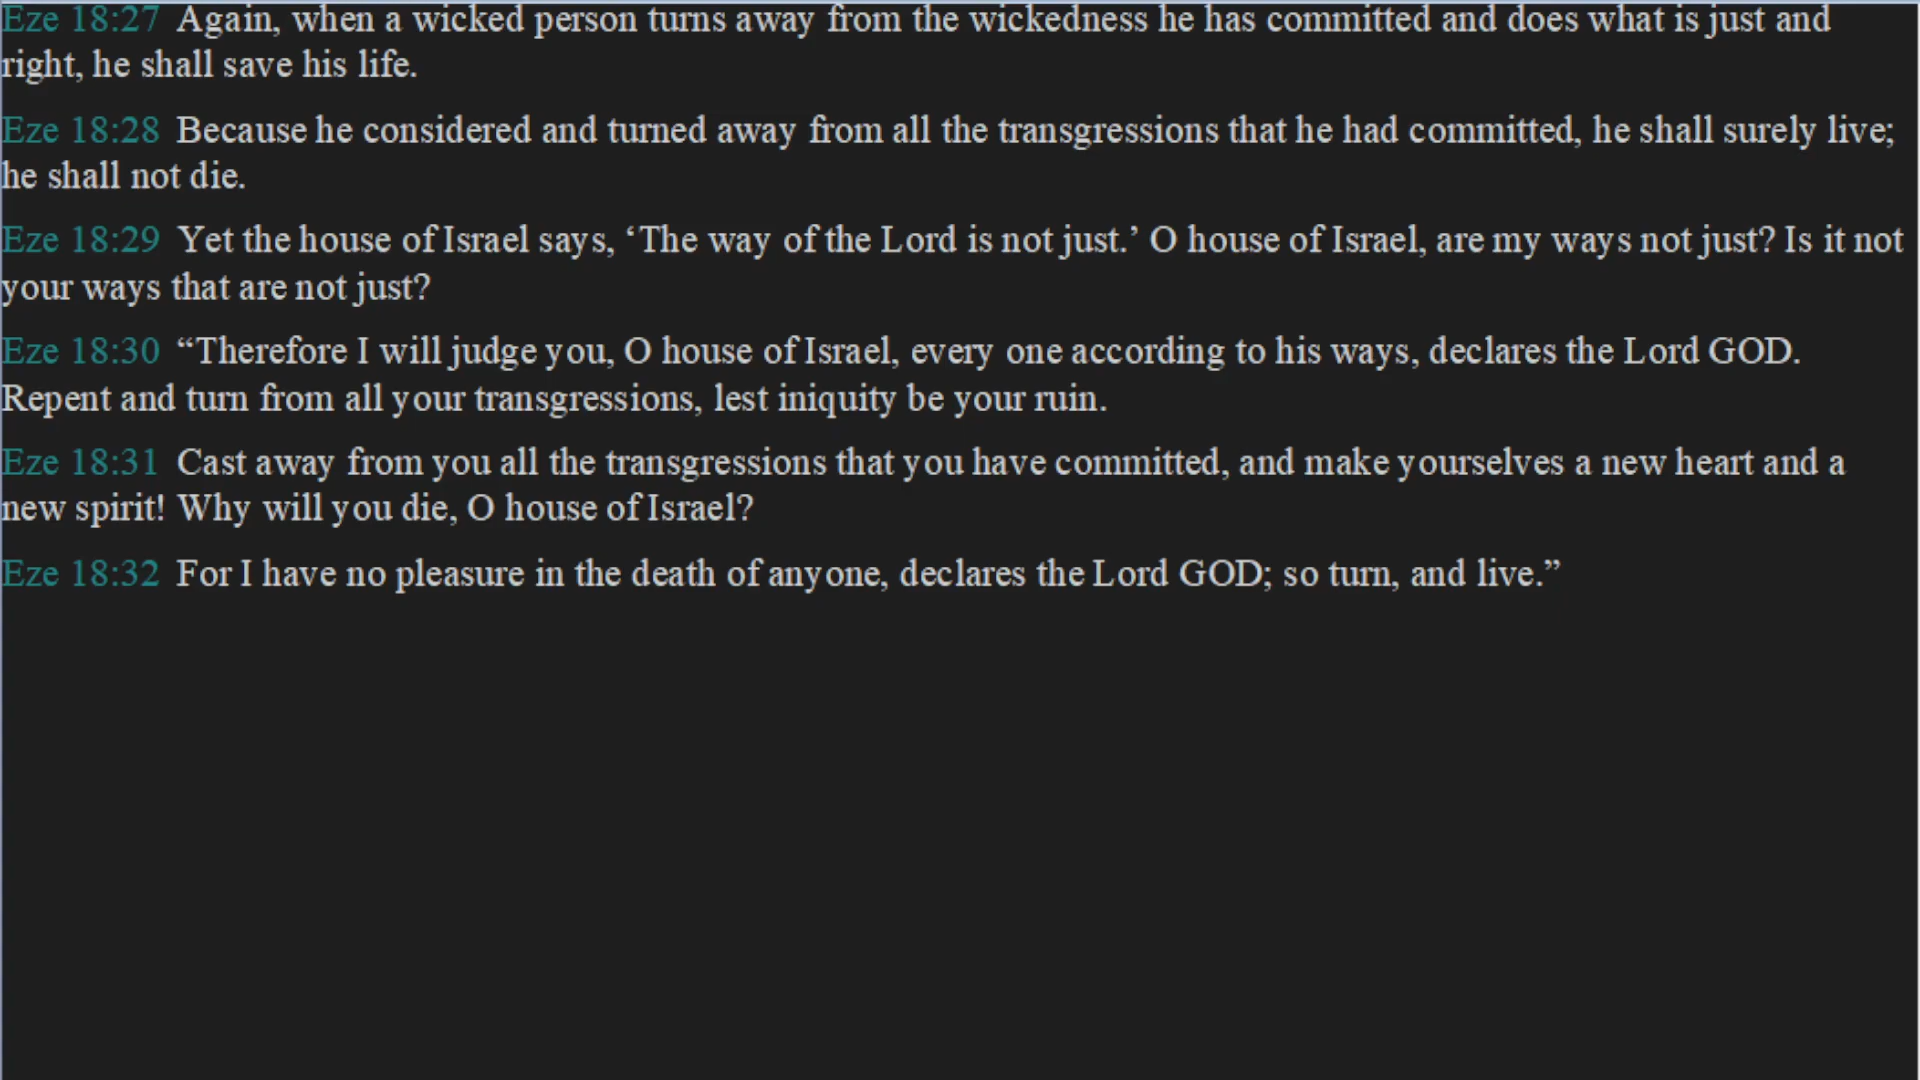 Eze 18:27 Again, when a wicked person turns away from the wickedness he has committed and does what is just and
right, he shall save his life.
Eze 18:28 Because he considered and turned away from all the transgressions that he had committed, he shall surely live;
he shall not die.
Eze 18:29 Yet the house of Israel says, ‘The way of the Lord is not just.’ O house of Israel, are my ways not just? Is it not
your ways that are not just?
Eze 18:30 “Therefore I will judge you, O house of Israel, every one according to his ways, declares the Lord GOD.
Repent and turn from all your transgressions, lest iniquity be your ruin.
Eze 18:31 Cast away from you all the transgressions that you have committed, and make yourselves a new heart and a
new spirit! Why will you die, O house of Israel?
Eze 18:32 For I have no pleasure in the death of anyone, declares the Lord GOD; so turn, and live.”